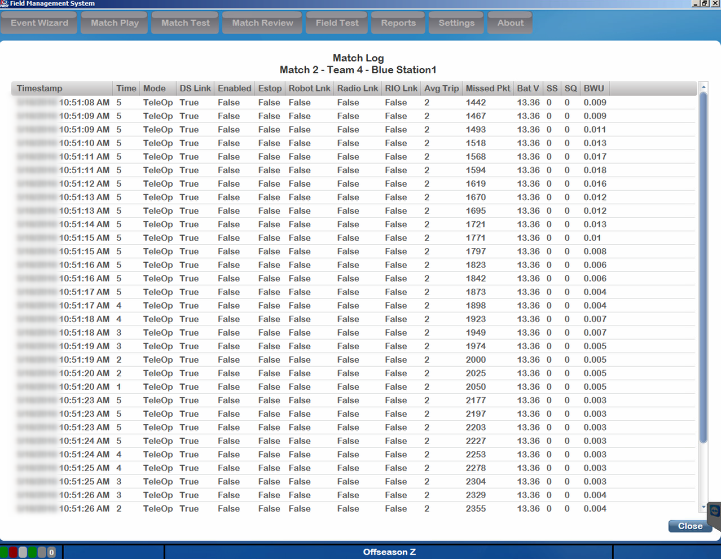 Field Management System
Event Wizard Match Play Match Test Match Review Field Test Reports Settings About
Match Log
Match 2 - Team 4 - Blue Station1
Timestamp Time Mode DS Link Enabled Estop Robot Lnk Radio Lnk RIO Lnk Avg Trip Missed Pkt Bat V SS SQ BWU
10:51:08 AM 5 TeleOp True False False False False False 2 1442 13.36 0 0 0.009
10:51:09 AM 5 TeleOp True False False False False False 2 1467 13.36 0 0 0.009
10:51:09 AM 5 TeleOp True False False False False False 2 1493 13.36 0 0 0.011
10:51:10 AM 5 TeleOp True False False False False False 2 1518 13.36 0 0 0.013
10:51:11 AM 5 TeleOp True False False False False False 2 1568 13.36 0 0 0.017
10:51:11 AM 5 TeleOp True False False False False False 2 1594 13.36 0 0 0.018
10:51:12 AM 5 TeleOp True False False False False False 2 1619 13.36 0 0 0.016
10:51:13 AM 5 TeleOp True False False False False False 2 1670 13.36 0 0 0.012
10:51:13 AM 5 TeleOp True False False False False False 2 1695 13.36 0 0 0.012
10:51:14 AM 5 TeleOp True False False False False False 2 1721 13.36 0 0 0.013
10:51:15 AM 5 TeleOp True False False False False False 2 1771 13.36 0 0 0.01
10:51:15 AM 5 TeleOp True False False False False False 2 1797 13.36 0 0 0.008
10:51:16 AM 5 TeleOp True False False False False False 2 1823 13.36 0 0 0.006
10:51:16 AM 5 TeleOp True False False False False False 2 1842 13.36 0 0 0.006
10:51:17 AM 5 TeleOp True False False False False False 2 1873 13.36 0 0 0.004
10:51:17 AM 4 TeleOp True False False False False False 2 1898 13.36 0 0 0.004
10:51:18 AM 4 TeleOp True False False False False False 2 1923 13.36 0 0 0.007
10:51:18 AM 3 TeleOp True False False False False False 2 1949 13.36 0 0 0.007
10:51:19 AM 3 TeleOp True False False False False False 2 1974 13.36 0 0 0.005
10:51:19 AM 2 TeleOp True False False False False False 2 2000 13.36 0 0 0.005
10:51:20 AM 2 TeleOp True False False False False False 2 2025 13.36 0 0 0.005
10:51:20 AM 1 TeleOp True False False False False False 2 2050 13.36 0 0 0.005
10:51:23 AM 5 TeleOp True False False False False False 2 2177 13.36 0 0 0.003
10:51:23 AM 5 TeleOp True False False False False False 2 2197 13.36 0 0 0.003
10:51:23 AM 5 TeleOp True False False False False False 2 2203 13.36 0 0 0.003
10:51:24 AM 5 TeleOp True False False False False False 2 2227 13.36 0 0 0.003
10:51:24 AM 4 TeleOp True False False False False False 2 2253 13.36 0 0 0.003
10:51:25 AM 4 TeleOp True False False False False False 2 2278 13.36 0 0 0.003
10:51:25 AM 3 TeleOp True False False False False False 2 2304 13.36 0 0 0.003
10:51:26 AM 3 TeleOp True False False False False False 2 2329 13.36 0 0 0.004
10:51:26 AM 2 TeleOp True False False False False False 2 2355 13.36 0 0 0.004
Close
0 Offseason Z